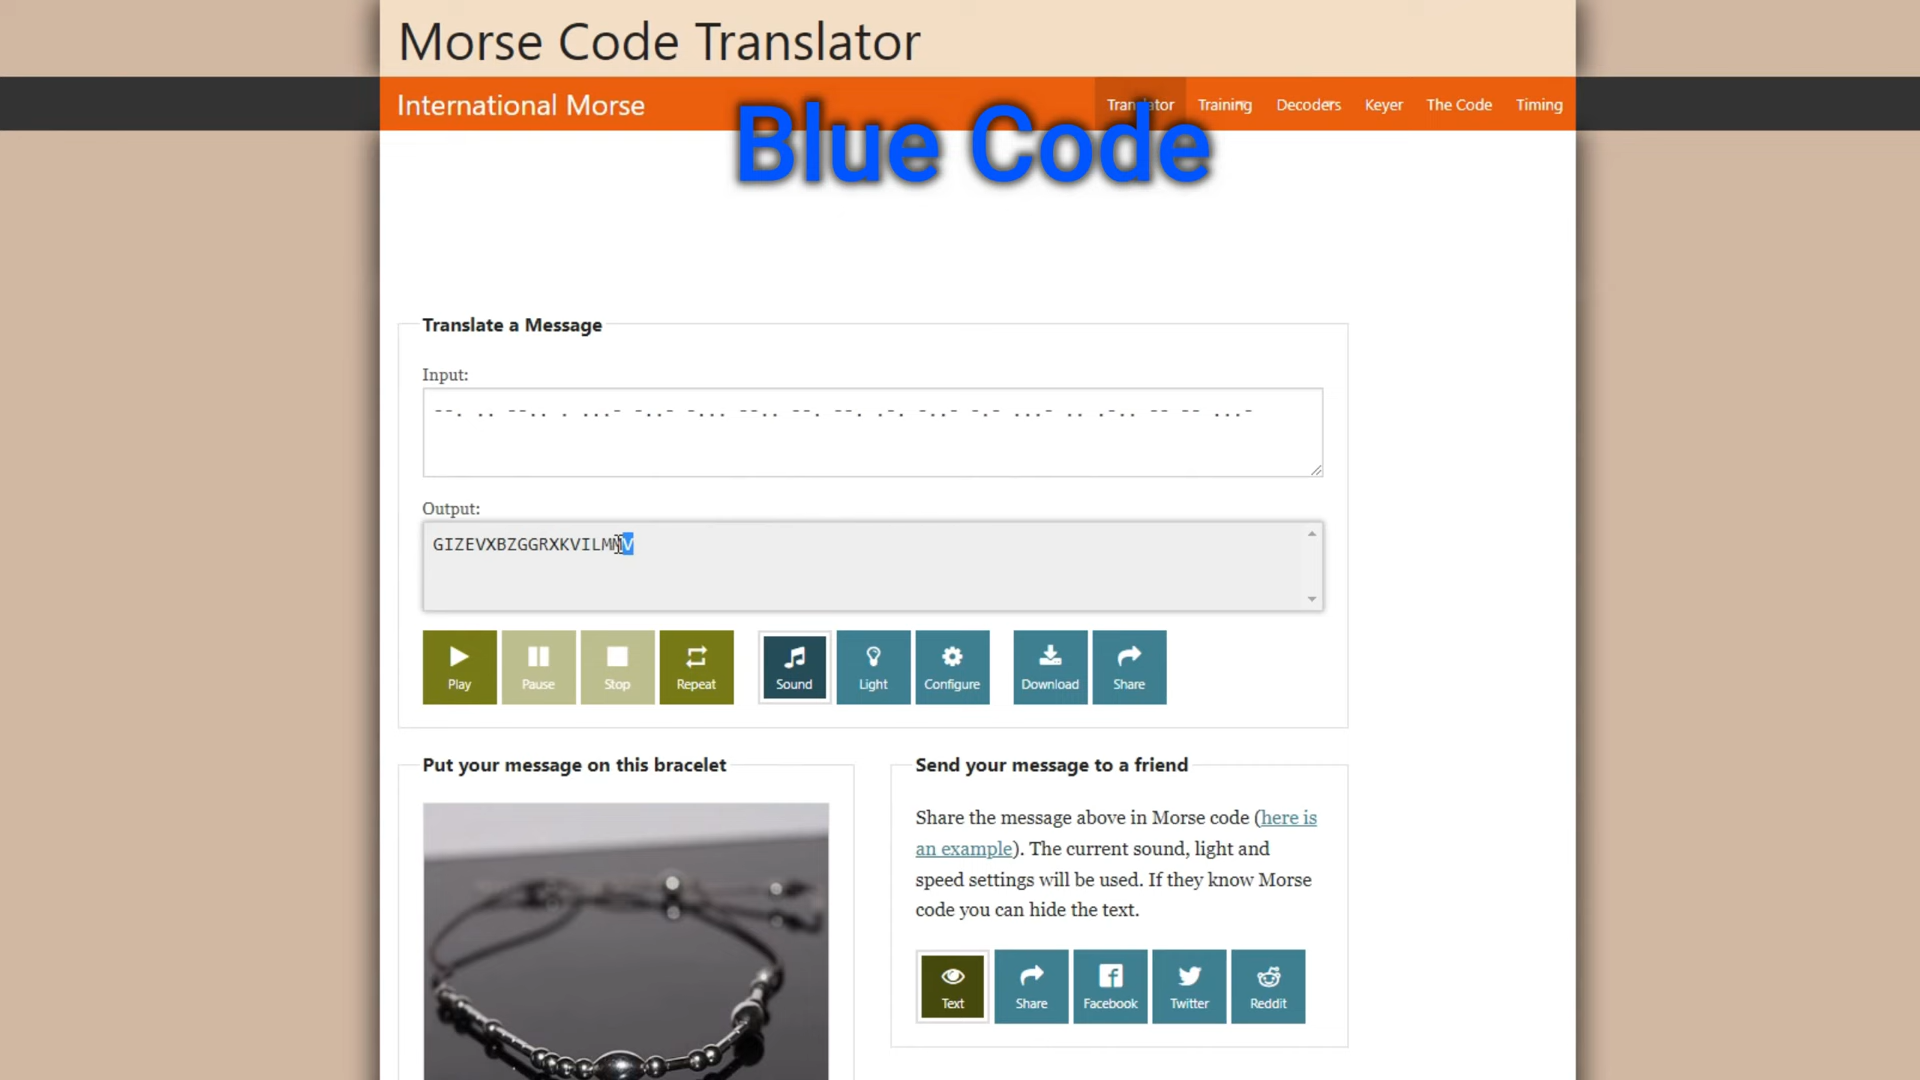 Morse Code Translator
International Morse
Translator Training Decoders Keyer The Code Timing
Blue Code
Translate a Message
Input:
--. .. --.. . ...- -..- -... --.. --. --. .-. -..- -.- ...- .. .-.. -- -- ...-
Output:
GIZEVXBZGGRXKVILMMV
Play Pause Stop Repeat Sound Light Configure Download Share
Put your message on this bracelet
Send your message to a friend
Share the message above in Morse code (here is
an example). The current sound, light and
speed settings will be used. If they know Morse
code you can hide the text.
Text Share Facebook Twitter Reddit